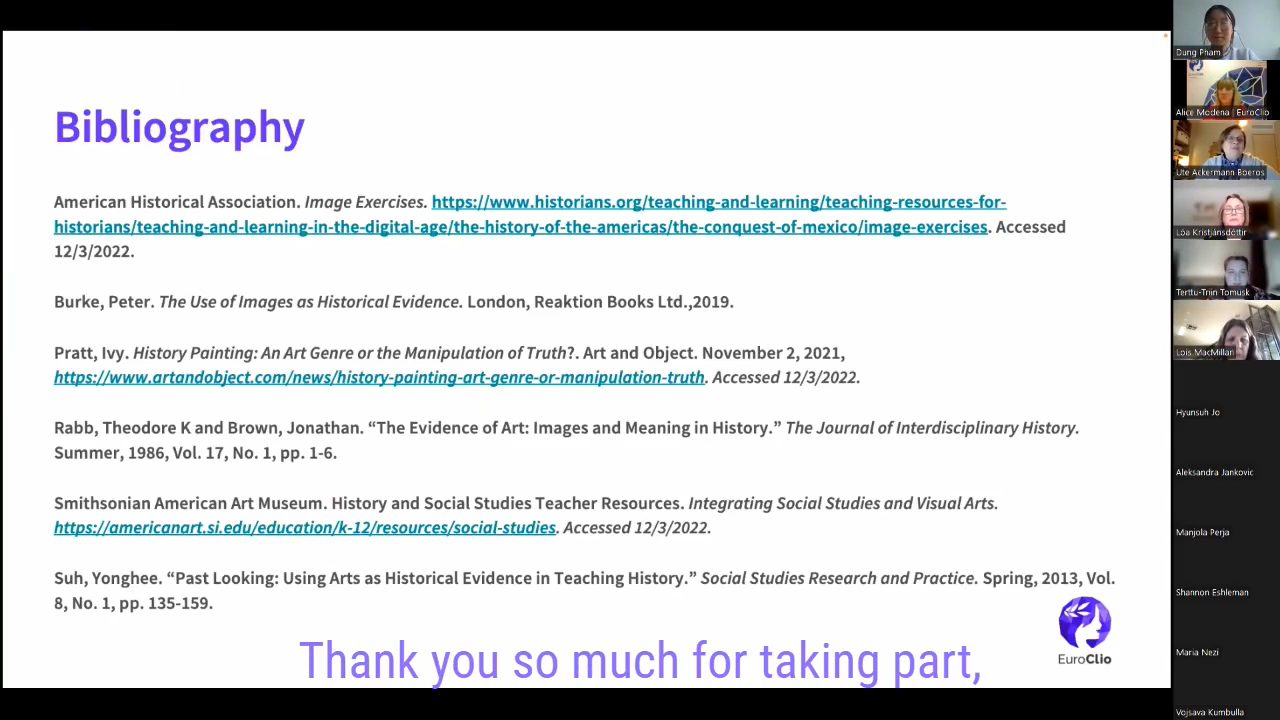 Bibliography
American Historical Association. Image Exercises. https://www.historians.org/teaching-and-learning/teaching-resources-for-
historians/teaching-and-learning-in-the-digital-age/the-history-of-the-americas/the-conquest-of-mexico/image-exercises. Accessed
12/3/2022.
Burke, Peter. The Use of Images as Historical Evidence. London, Reaktion Books Ltd.,2019.
Pratt, Ivy. History Painting: An Art Genre or the Manipulation of Truth?. Art and Object. November 2, 2021,
https://www.artandobject.com/news/history-painting-art-genre-or-manipulation-truth. Accessed 12/3/2022.
Rabb, Theodore K and Brown, Jonathan. “The Evidence of Art: Images and Meaning in History.” The Journal of Interdisciplinary History.
Summer, 1986, Vol. 17, No. 1, pp. 1-6.
Smithsonian American Art Museum. History and Social Studies Teacher Resources. Integrating Social Studies and Visual Arts.
https://americanart.si.edu/education/k-12/resources/social-studies. Accessed 12/3/2022.
Suh, Yonghee. “Past Looking: Using Arts as Historical Evidence in Teaching History.” Social Studies Research and Practice. Spring, 2013, Vol.
8, No. 1, pp. 135-159.
EuroClio
Thank you so much for taking part,
Dung Pham
Alice Modena | EuroClio
Ute Ackermann Boeros
Lóa Kristjánsdóttir
Terttu-Triin Tomusk
Lois MacMillan
Hyunsuh Jo
Aleksandra Jankovic
Manjola Perja
Shannon Eshleman
Maria Nezi
Vojsava Kumbulla